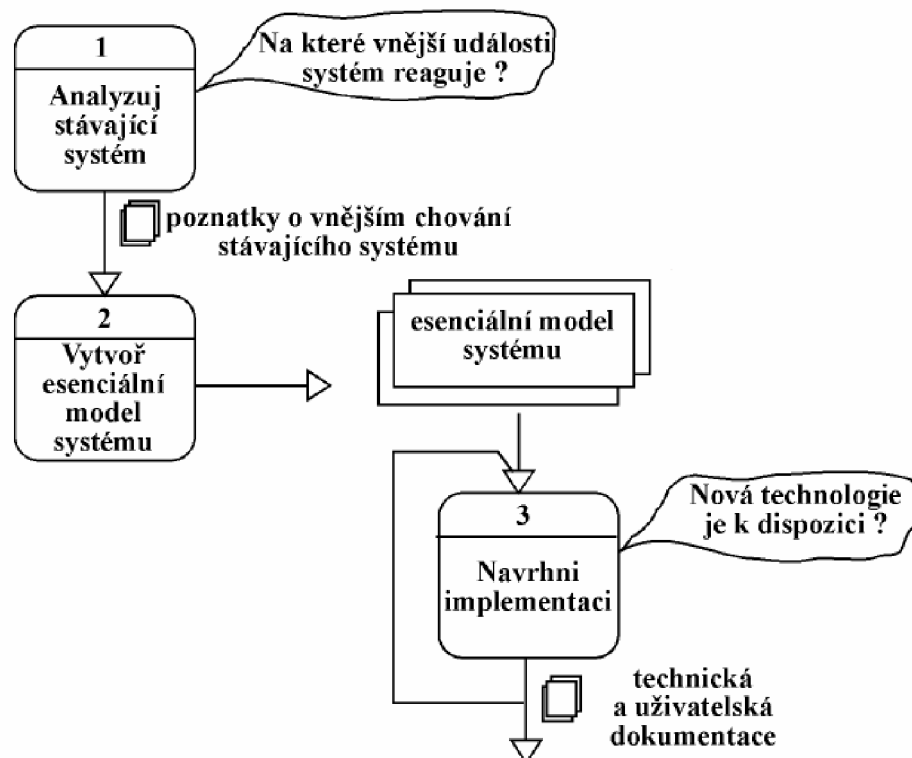 1
Analyzuj
stávající
systém
Na které vnější události
systém reaguje ?
poznatky o vnějším chování
stávajícího systému
2
Vytvoř
esenciální
model
systému
esenciální model
systému
3
Navrhni
implementaci
Nová technologie
je k dispozici ?
technická
a uživatelská
dokumentace